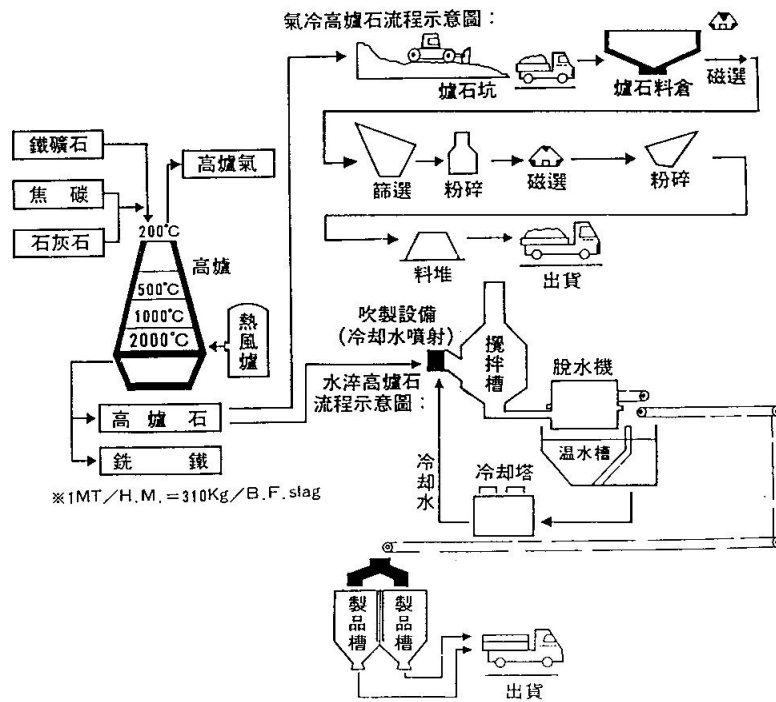 氣冷高爐石流程示意圖：
爐石坑
爐石料倉
磁選
篩選
粉碎
磁選
粉碎
料堆
出貨
鐵礦石
焦碳
石灰石
高爐氣
200°C
高爐
500°C
1000°C
2000°C
熱風爐
高爐石
銑鐵
※1MT／H.M.＝310Kg／B.F.slag
吹製設備
(冷却水噴射)
水淬高爐石
流程示意圖：
攪拌槽
脫水機
温水槽
冷却塔
冷却水
製品槽
製品槽
出貨